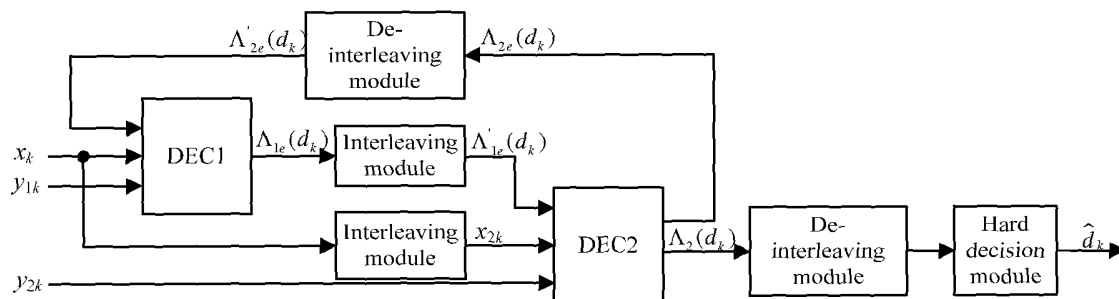 Λ'₂ₑ(dₖ)
De-
interleaving
module
Λ₂ₑ(dₖ)
xₖ
y₁ₖ
DEC1
Λ₁ₑ(dₖ)
Interleaving
module
Λ'₁ₑ(dₖ)
Interleaving
module
x₂ₖ
y₂ₖ
DEC2
Λ₂(dₖ)
De-
interleaving
module
Hard
decision
module
d̂ₖ